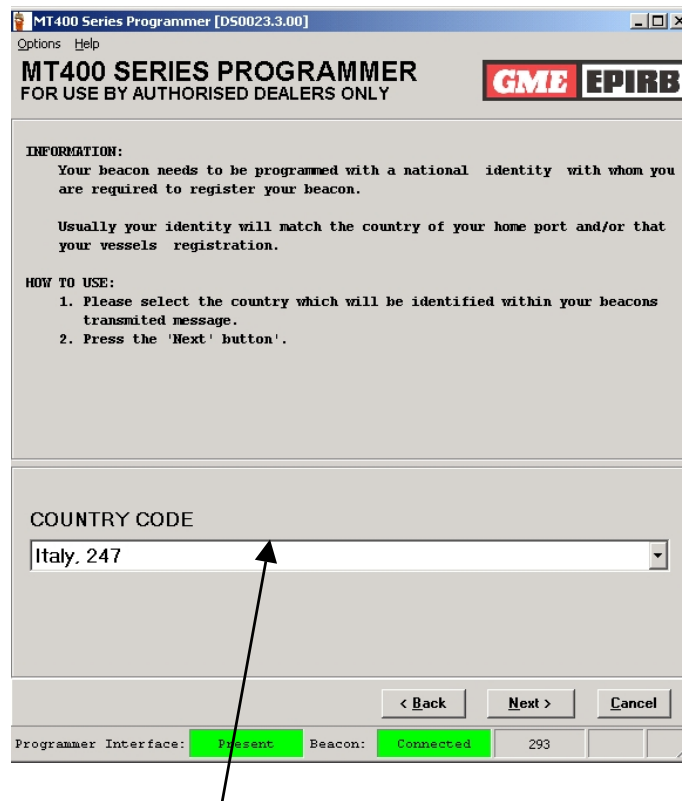 MT400 Series Programmer [DS0023.3.00]
Options Help
MT400 SERIES PROGRAMMER
FOR USE BY AUTHORISED DEALERS ONLY
GME EPIRB
INFORMATION:
Your beacon needs to be programmed with a national identity with whom you
are required to register your beacon.
Usually your identity will match the country of your home port and/or that
your vessels registration.
HOW TO USE:
1. Please select the country which will be identified within your beacons
transmited message.
2. Press the 'Next' button'.
COUNTRY CODE
Italy, 247
< Back Next > Cancel
Programmer Interface: Present Beacon: Connected 293